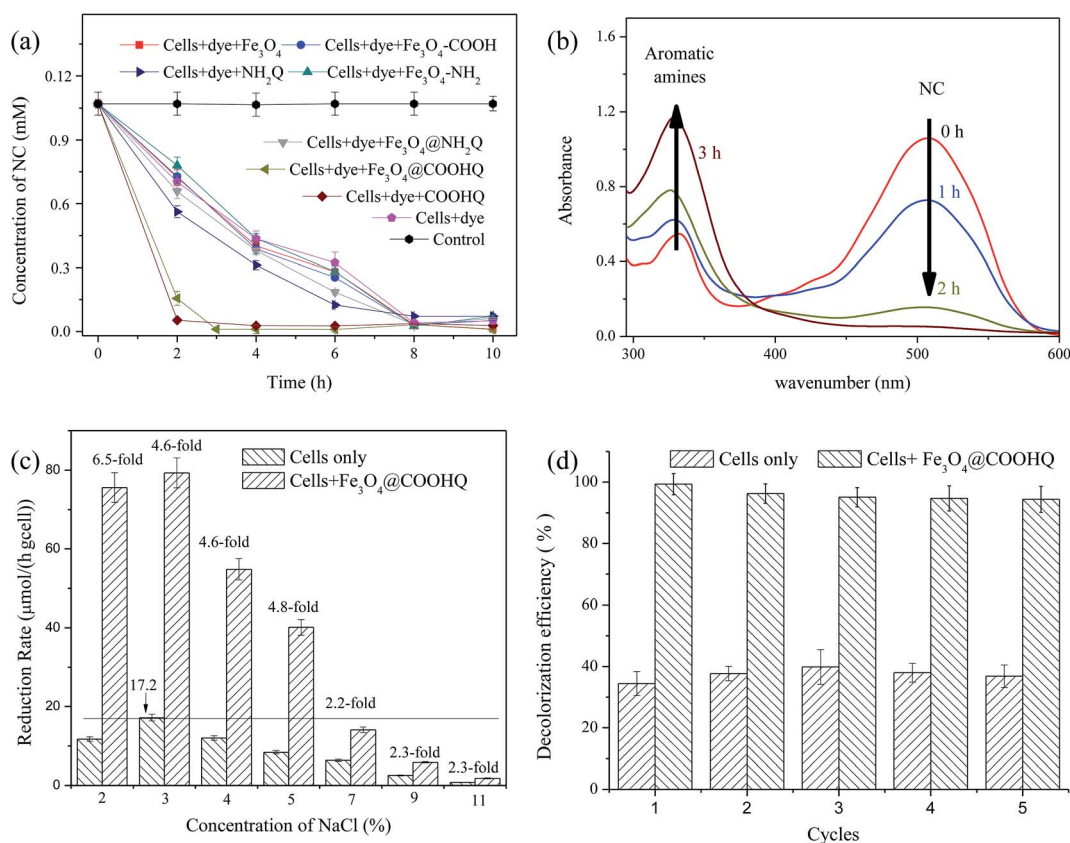 (a)
Cells+dye+Fe₃O₄
Cells+dye+Fe₃O₄-COOH
Cells+dye+NH₂Q
Cells+dye+Fe₃O₄-NH₂
Cells+dye+Fe₃O₄@NH₂Q
Cells+dye+Fe₃O₄@COOHQ
Cells+dye+COOHQ
Cells+dye
Control
Concentration of NC (mM)
0.12
0.9
0.6
0.3
0.0
0 2 4 6 8 10
Time (h)
(b)
Aromatic
amines
NC
0 h
3 h
1 h
2 h
Absorbance
1.6
1.2
0.8
0.4
0.0
300 400 500 600
wavenumber (nm)
(c)
Cells only
Cells+Fe₃O₄@COOHQ
6.5-fold
4.6-fold
4.6-fold
4.8-fold
17.2
2.2-fold
2.3-fold
2.3-fold
Reduction Rate (μmol/(h gcell))
80
60
40
20
0
2 3 4 5 7 9 11
Concentration of NaCl (%)
(d)
Cells only
Cells+ Fe₃O₄@COOHQ
Decolorization efficiency ( % )
100
80
60
40
20
0
1 2 3 4 5
Cycles